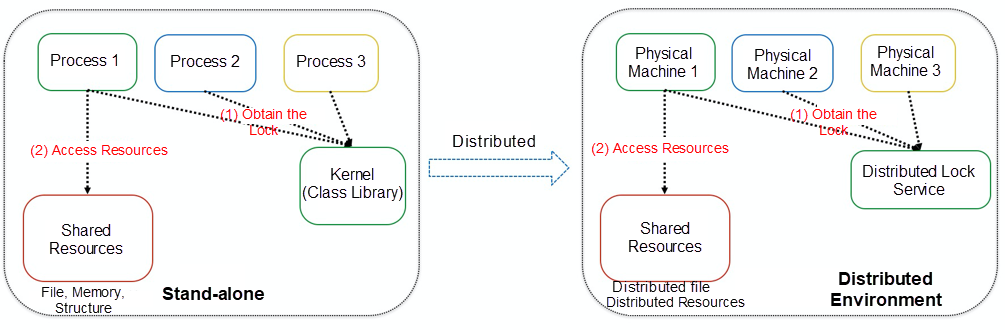 Process 1
Process 2
Process 3
(1) Obtain the
Lock
(2) Access Resources
Kernel
(Class Library)
Shared
Resources
File, Memory,
Structure
Stand-alone
Distributed
Physical
Machine 1
Physical
Machine 2
Physical
Machine 3
(1) Obtain the
Lock
(2) Access Resources
Distributed Lock
Service
Shared
Resources
Distributed file
Distributed Resources
Distributed
Environment